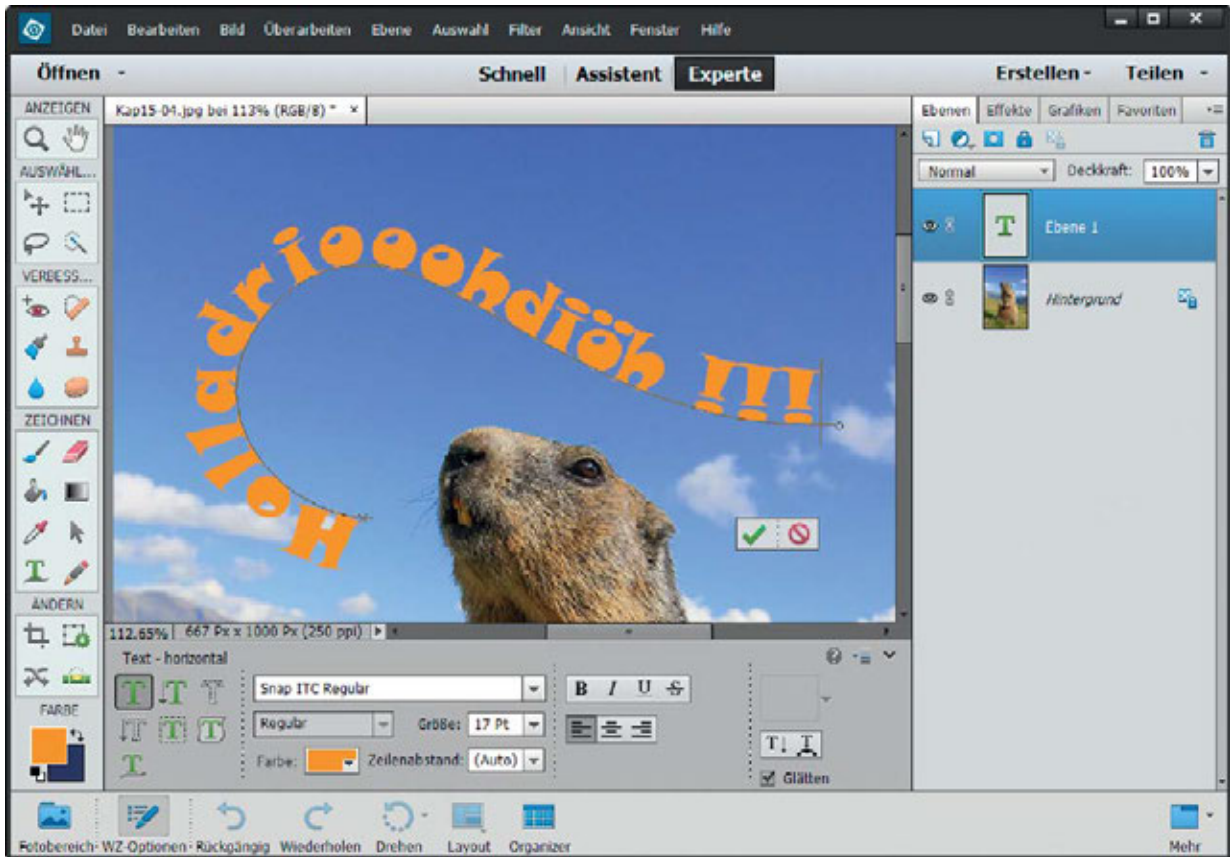 Datei Bearbeiten Bild Überarbeiten Ebene Auswahl Filter Ansicht Fenster Hilfe
Öffnen Schnell Assistent Experte Erstellen Teilen
ANZEIGEN
Kap15-04.jpg bei 113% (RGB/8) * ×
Ebenen Effekte Grafiken Favoriten
AUSWÄHL...
Normal Deckkraft: 100%
Ebene 1
VERBESS...
Hintergrund
Holladriooohdiöh !!!
ZEICHNEN
ÄNDERN
112.65% 667 Px x 1000 Px (250 ppi)
Text - horizontal
Snap ITC Regular B I U S
FARBE
Regular Größe: 17 Pt
Farbe: Zeilenabstand: (Auto)
Glätten
Fotobereich WZ-Optionen Rückgängig Wiederholen Drehen Layout Organizer Mehr